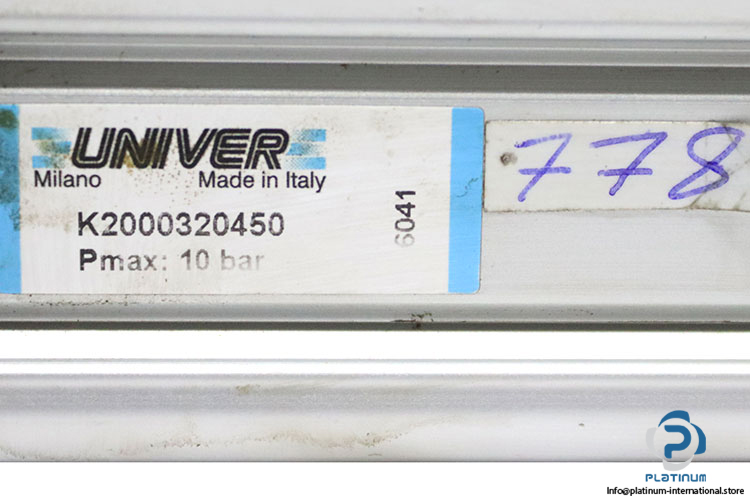 UNIVER
Milano Made in Italy
K2000320450
Pmax: 10 bar
6041
778
PLATINUM
Info@platinum-international.store